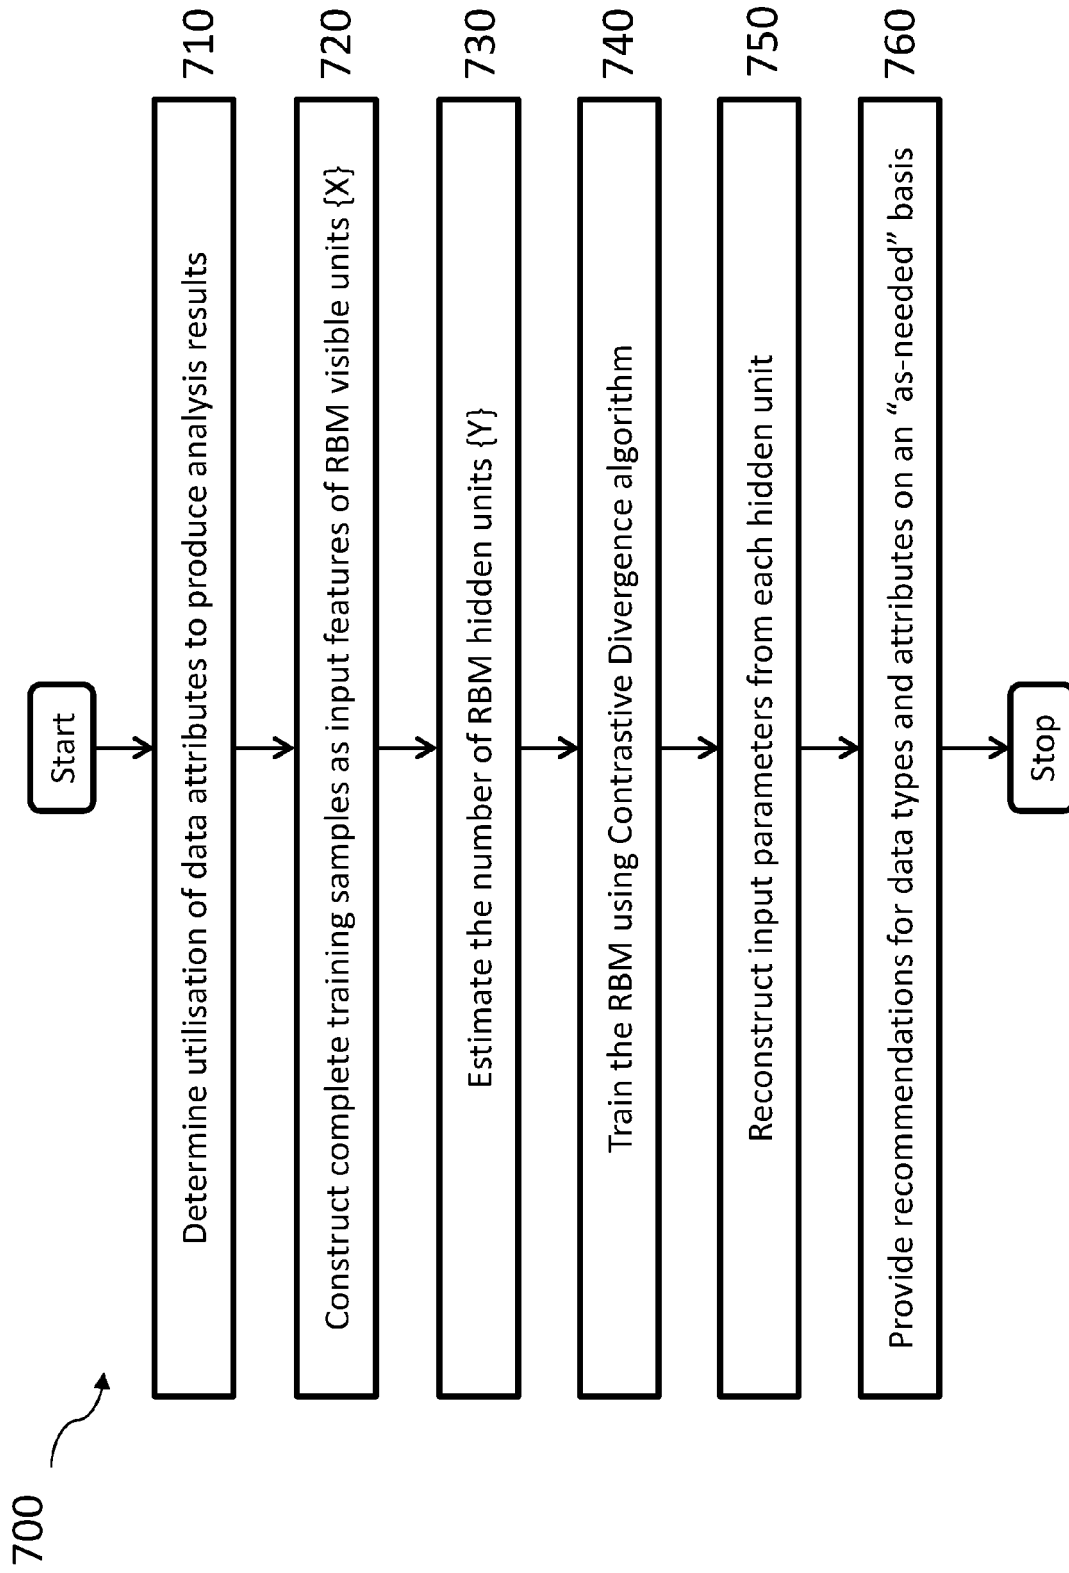 700
Start
Determine utilisation of data attributes to produce analysis results
710
Construct complete training samples as input features of RBM visible units {X}
720
Estimate the number of RBM hidden units {Y}
730
Train the RBM using Contrastive Divergence algorithm
740
Reconstruct input parameters from each hidden unit
750
Provide recommendations for data types and attributes on an “as-needed” basis
760
Stop